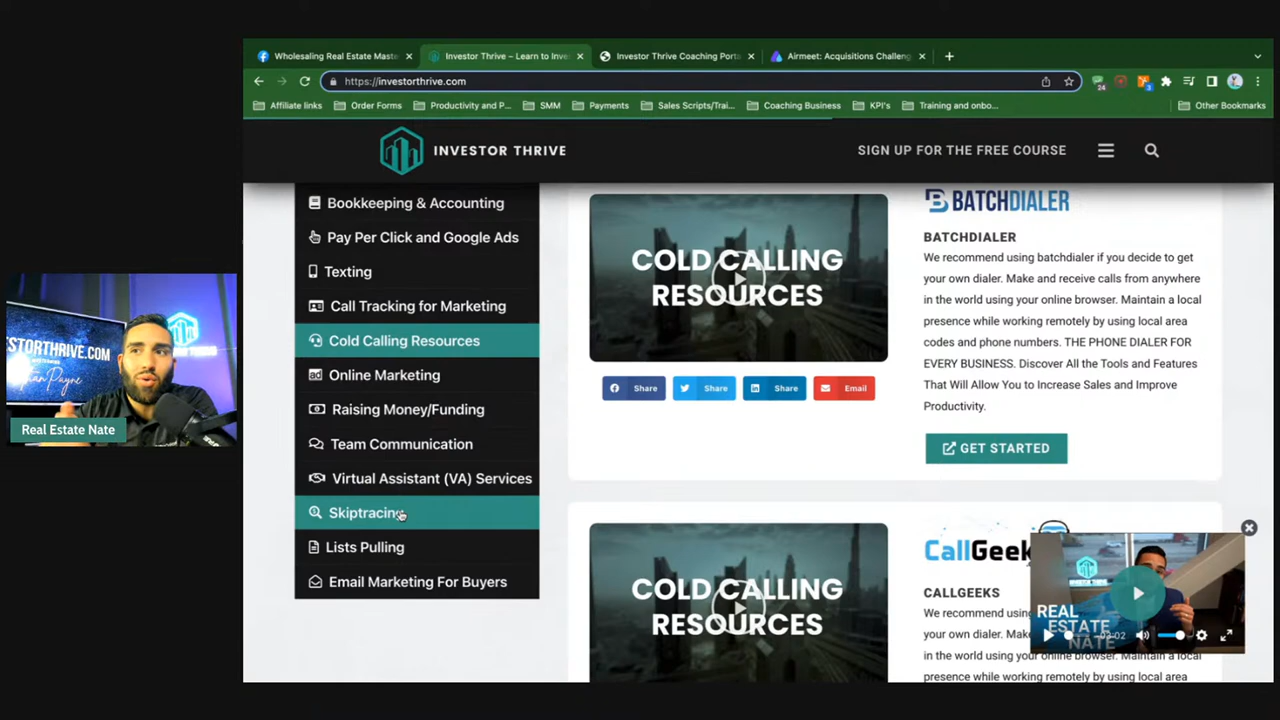 Wholesaling Real Estate Maste
Investor Thrive – Learn to Inve
Investor Thrive Coaching Porta
Airmeet: Acquisitions Challeng
https://investorthrive.com
24
3
Affiliate links
Order Forms
Productivity and P...
SMM
Payments
Sales Scripts/Trai...
Coaching Business
KPI's
Training and onbo...
Other Bookmarks
INVESTOR THRIVE
SIGN UP FOR THE FREE COURSE
Bookkeeping & Accounting
Pay Per Click and Google Ads
Texting
Call Tracking for Marketing
Cold Calling Resources
Online Marketing
Raising Money/Funding
Team Communication
Virtual Assistant (VA) Services
Skiptracing
Lists Pulling
Email Marketing For Buyers
COLD CALLING
RESOURCES
Share
Share
Share
Email
BATCHDIALER
BATCHDIALER
We recommend using batchdialer if you decide to get
your own dialer. Make and receive calls from anywhere
in the world using your online browser. Maintain a local
presence while working remotely by using local area
codes and phone numbers. THE PHONE DIALER FOR
EVERY BUSINESS. Discover All the Tools and Features
That Will Allow You to Increase Sales and Improve
Productivity.
GET STARTED
COLD CALLING
RESOURCES
CallGeek
CALLGEEKS
We recommend usin
your own dialer. Mak
in the world using your online browser. Maintain a local
presence while working remotely by using local area
REAL
ESTATE
NATE
-03:02
ESTORTHRIVE.COM
Payne
Real Estate Nate